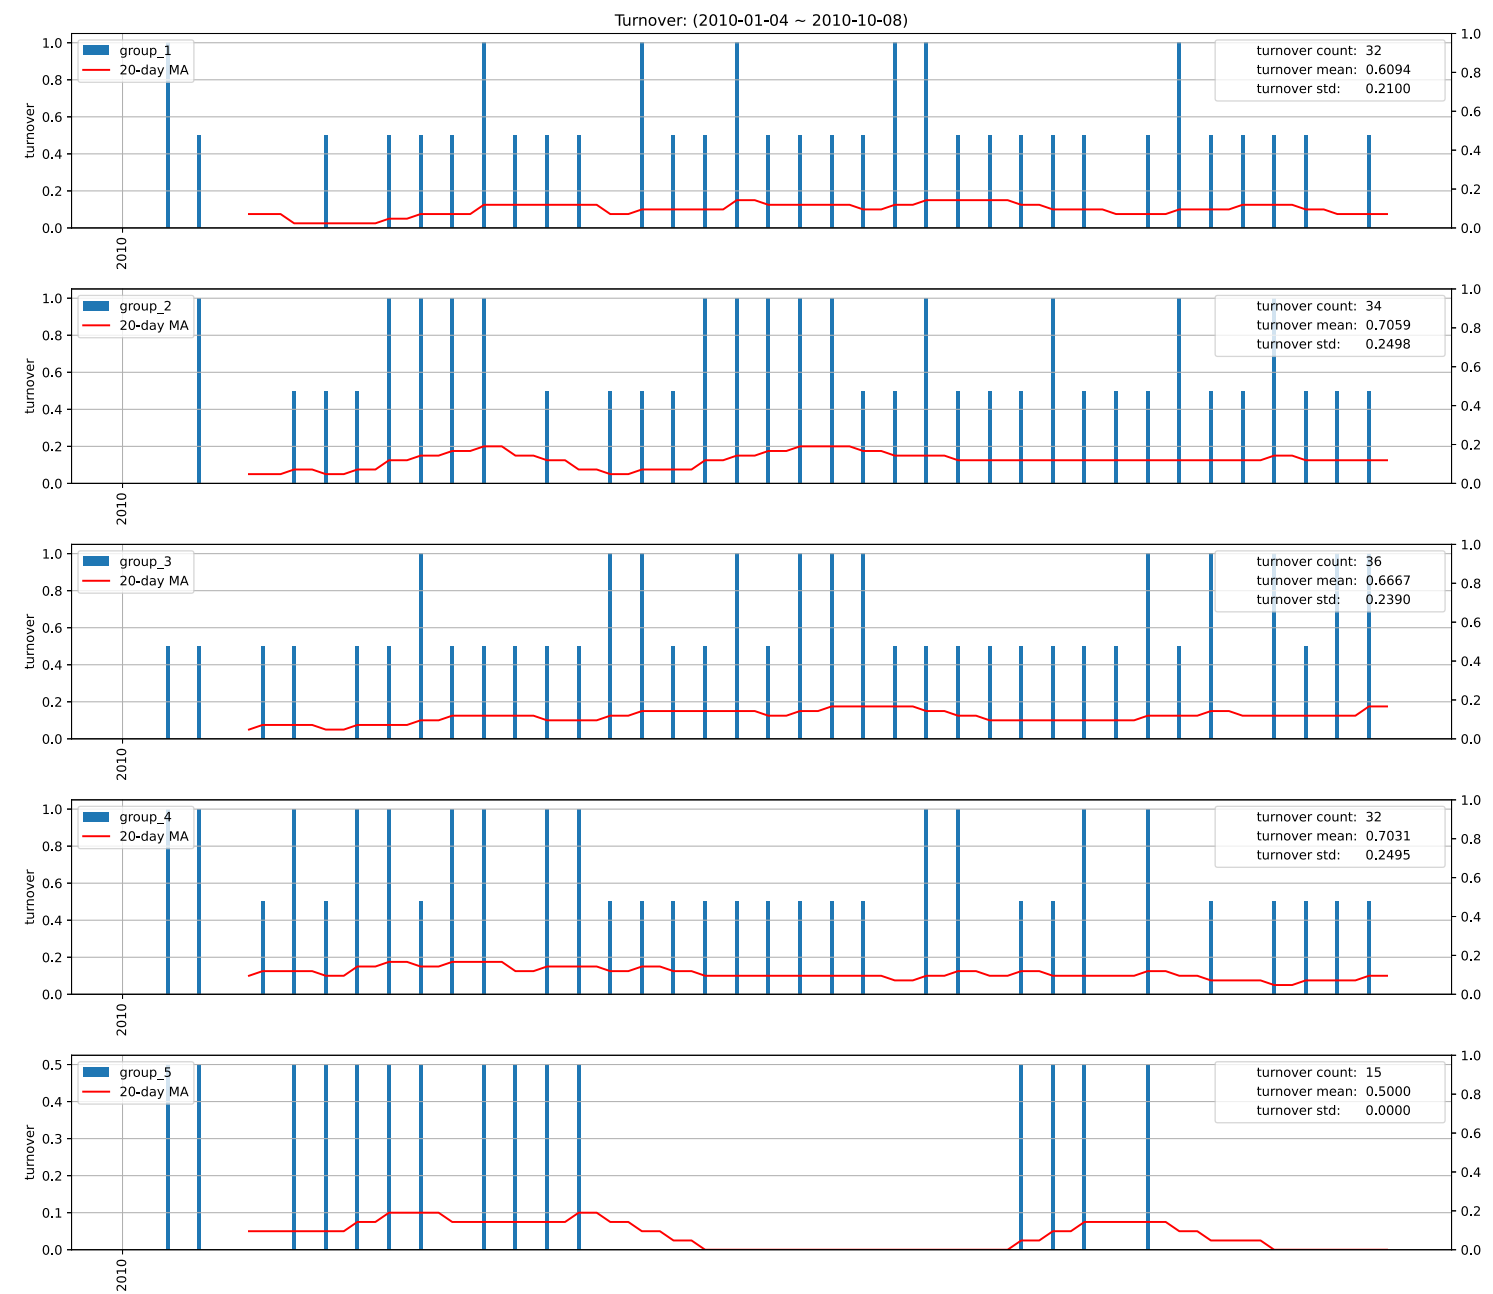 Turnover: (2010-01-04 ~ 2010-10-08)
1.0
0.8
0.6
0.4
0.2
0.0
turnover
group_1
20-day MA
turnover count: 32
turnover mean: 0.6094
turnover std: 0.2100
1.0
0.8
0.6
0.4
0.2
0.0
2010
1.0
0.8
0.6
0.4
0.2
0.0
turnover
group_2
20-day MA
turnover count: 34
turnover mean: 0.7059
turnover std: 0.2498
1.0
0.8
0.6
0.4
0.2
0.0
2010
1.0
0.8
0.6
0.4
0.2
0.0
turnover
group_3
20-day MA
turnover count: 36
turnover mean: 0.6667
turnover std: 0.2390
1.0
0.8
0.6
0.4
0.2
0.0
2010
1.0
0.8
0.6
0.4
0.2
0.0
turnover
group_4
20-day MA
turnover count: 32
turnover mean: 0.7031
turnover std: 0.2495
1.0
0.8
0.6
0.4
0.2
0.0
2010
0.5
0.4
0.3
0.2
0.1
0.0
turnover
group_5
20-day MA
turnover count: 15
turnover mean: 0.5000
turnover std: 0.0000
1.0
0.8
0.6
0.4
0.2
0.0
2010